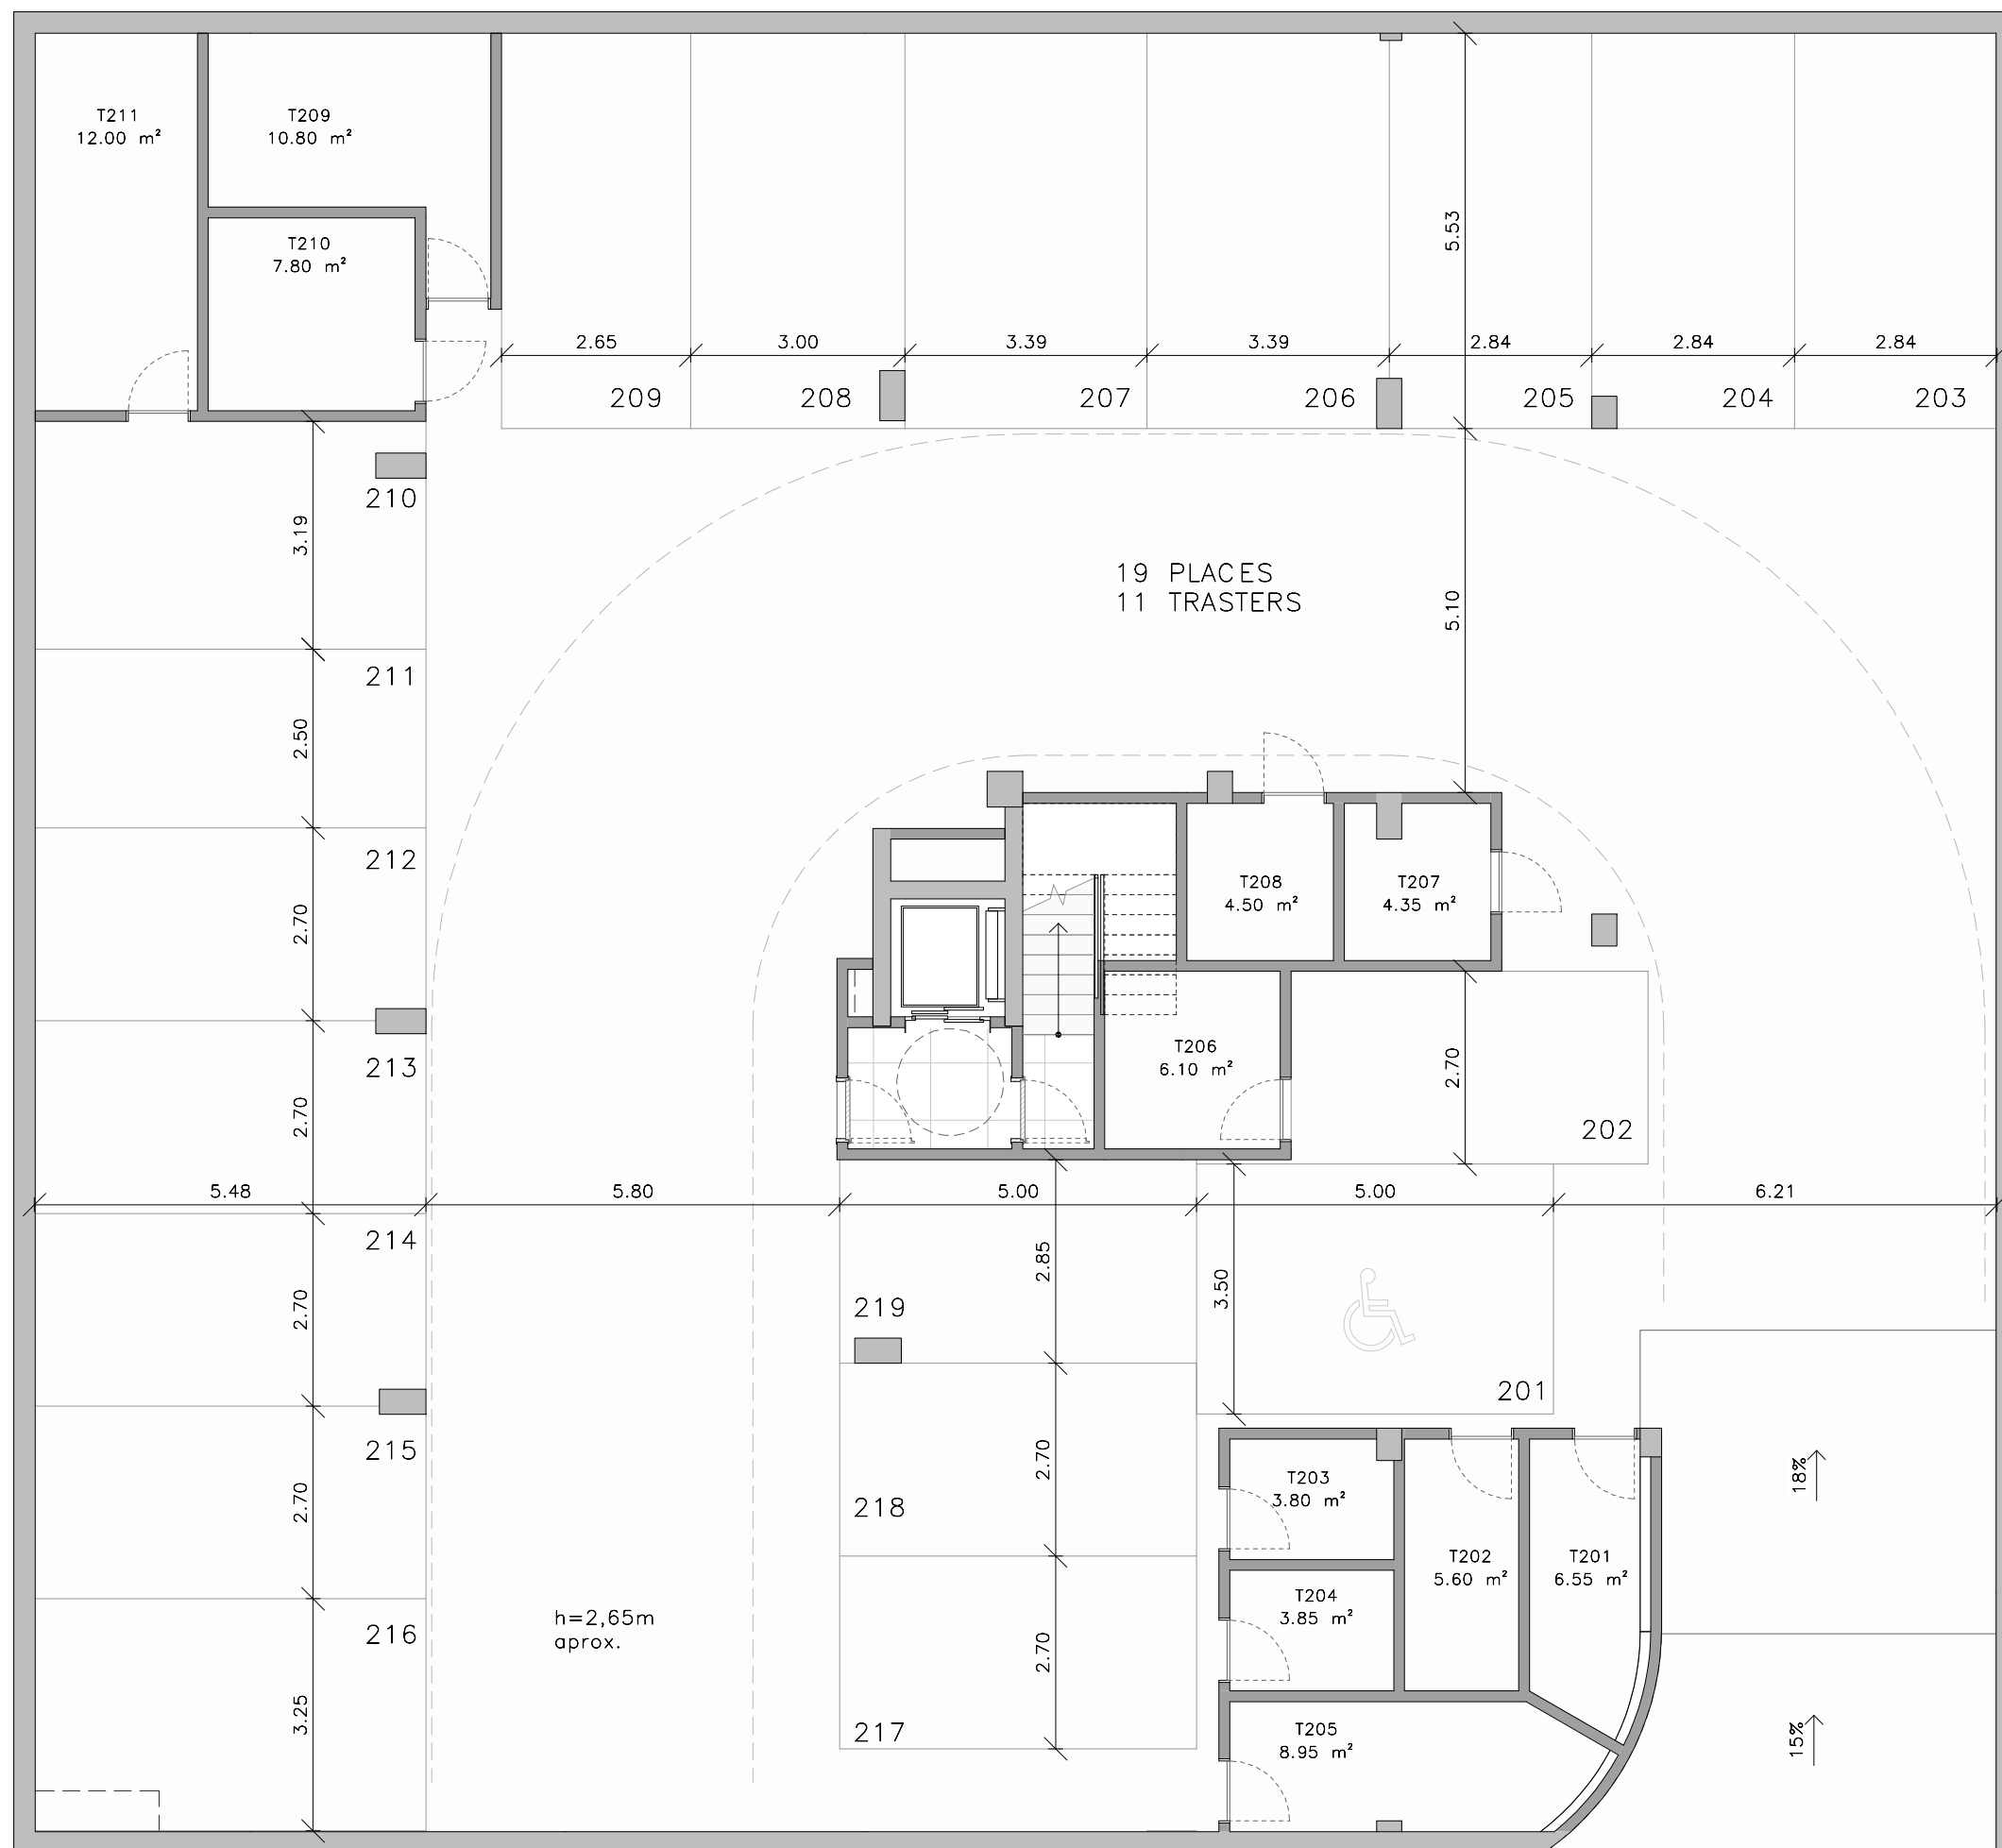 T211
12.00 m²
T209
10.80 m²
T210
7.80 m²
5.53
2.65
3.00
3.39
3.39
2.84
2.84
2.84
209
208
207
206
205
204
203
210
3.19
19 PLACES
11 TRASTERS
5.10
211
2.50
212
2.70
T208
4.50 m²
T207
4.35 m²
213
2.70
T206
6.10 m²
2.70
202
5.48
5.80
5.00
5.00
6.21
214
2.85
3.50
2.70
219
201
215
2.70
2.70
218
T203
3.80 m²
18%
T202
5.60 m²
T201
6.55 m²
T204
3.85 m²
h=2,65m
aprox.
216
2.70
3.25
217
T205
8.95 m²
15%